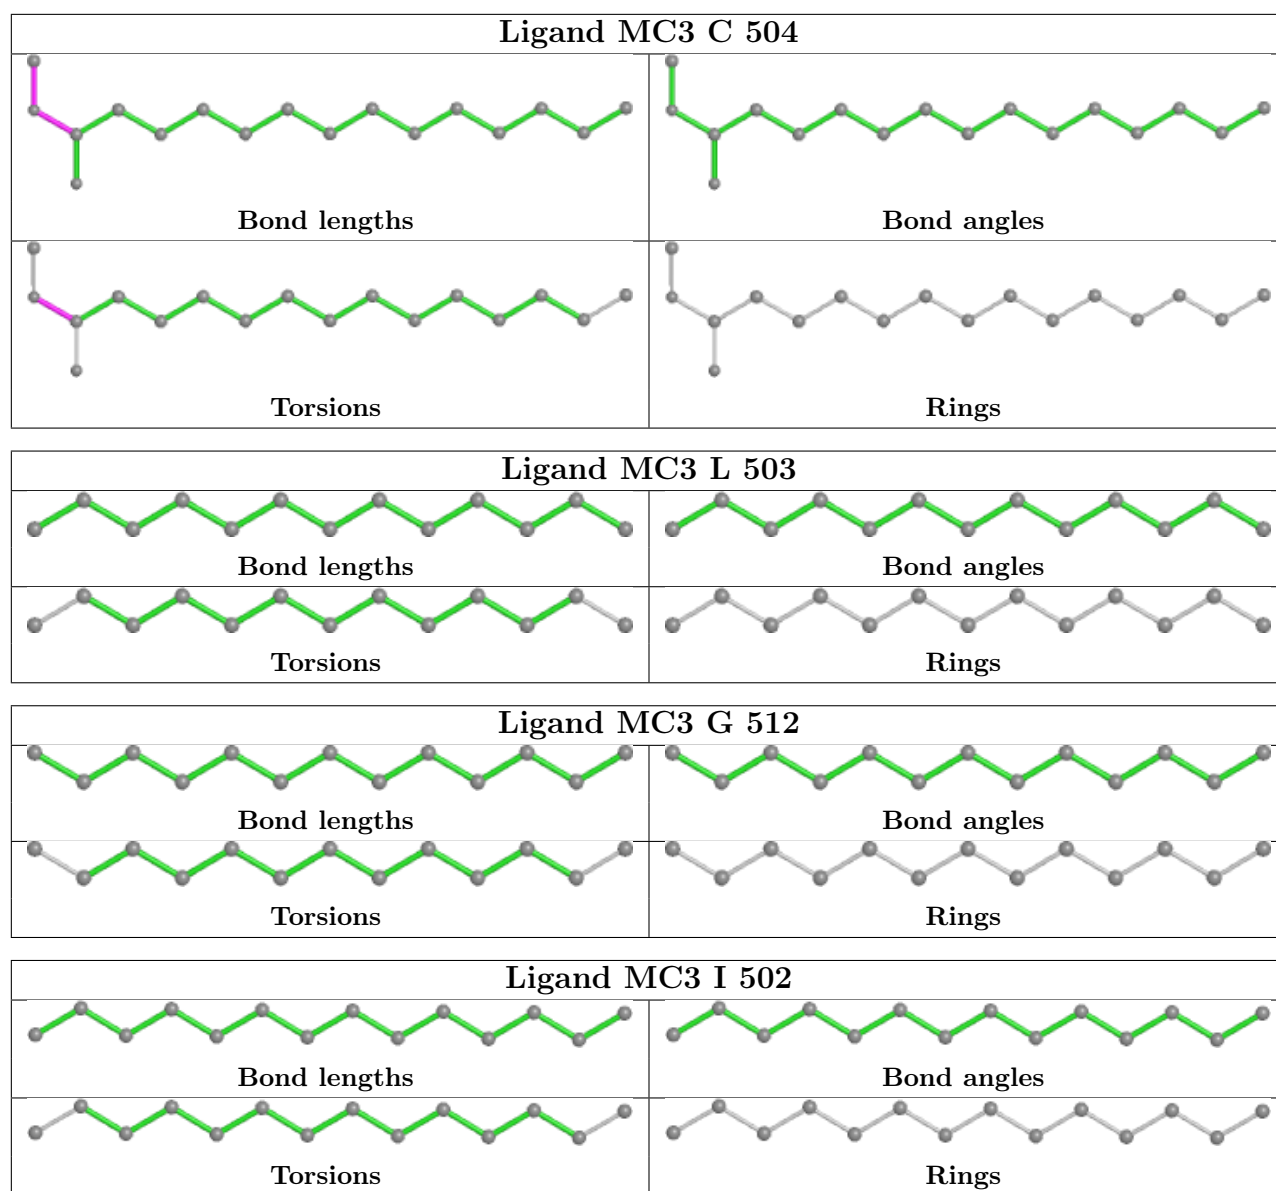 Ligand MC3 C 504
Bond lengths
Bond angles
Torsions
Rings
Ligand MC3 L 503
Bond lengths
Bond angles
Torsions
Rings
Ligand MC3 G 512
Bond lengths
Bond angles
Torsions
Rings
Ligand MC3 I 502
Bond lengths
Bond angles
Torsions
Rings